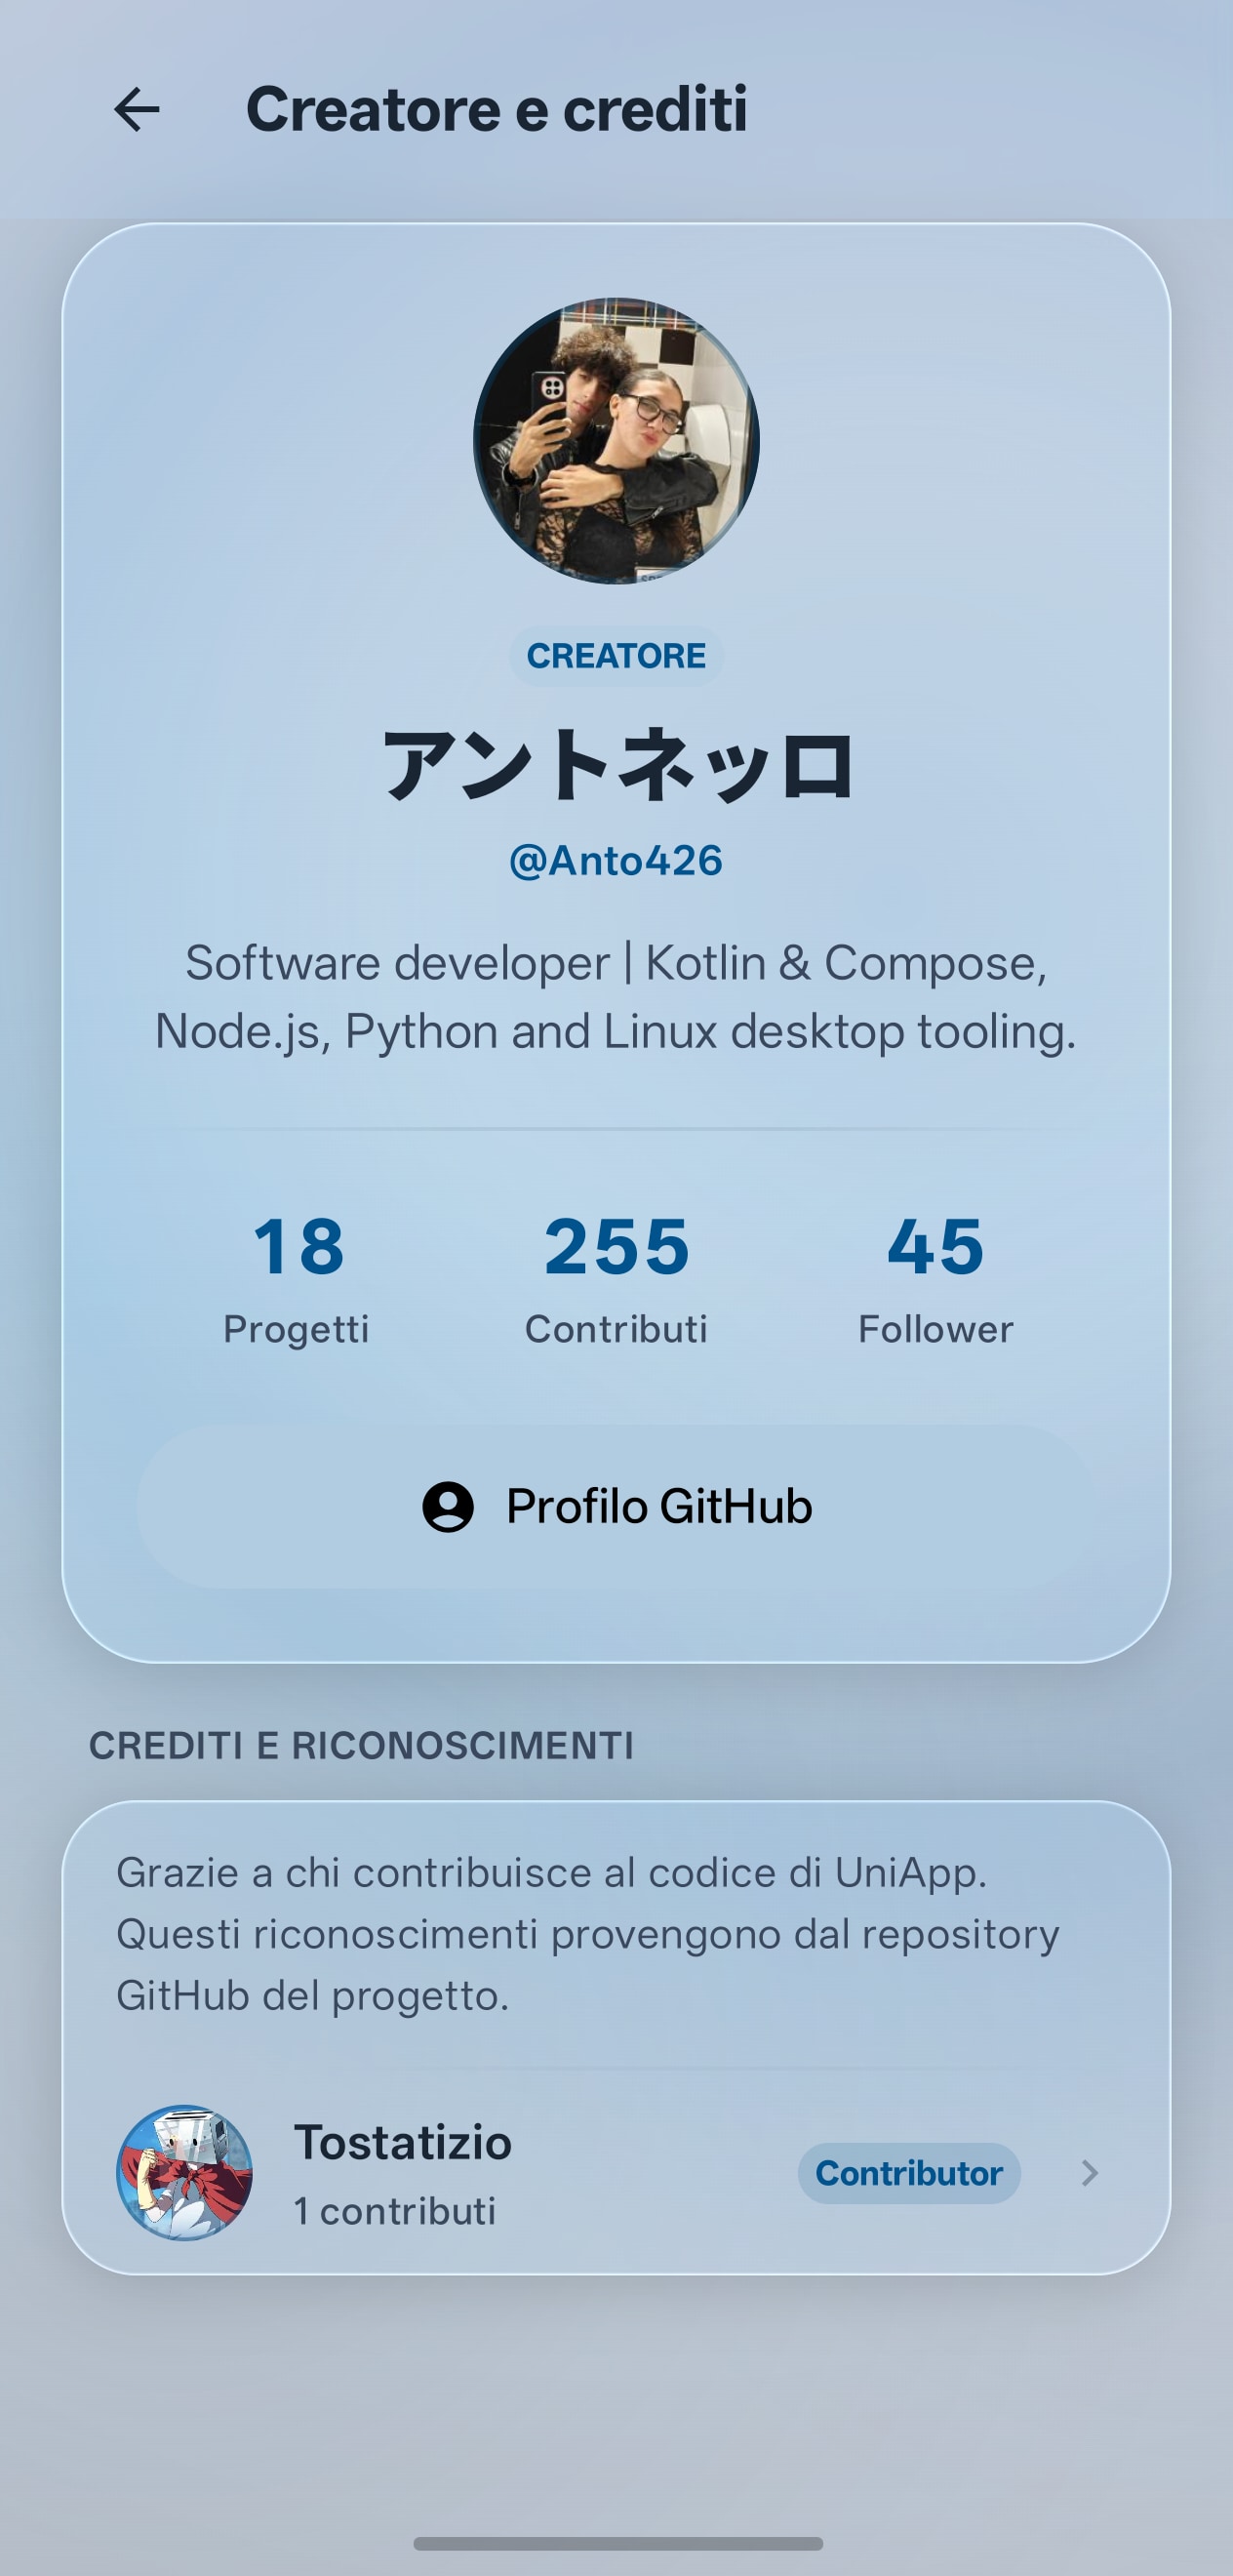 Creatore e crediti
CREATORE
アントネッロ
@Anto426
Software developer | Kotlin & Compose,
Node.js, Python and Linux desktop tooling.
18 255 45
Progetti Contributi Follower
Profilo GitHub
CREDITI E RICONOSCIMENTI
Grazie a chi contribuisce al codice di UniApp.
Questi riconoscimenti provengono dal repository
GitHub del progetto.
Tostatizio
1 contributi
Contributor